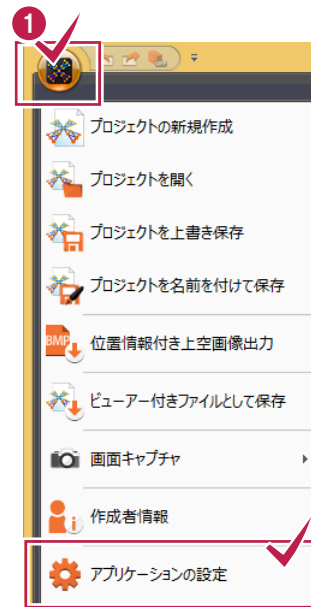 1
OFF
プロジェクトの新規作成
プロジェクトを開く
プロジェクトを上書き保存
プロジェクトを名前を付けて保存
BMP
位置情報付き上空画像出力
ビューアー付きファイルとして保存
画面キャプチャ
作成者情報
アプリケーションの設定